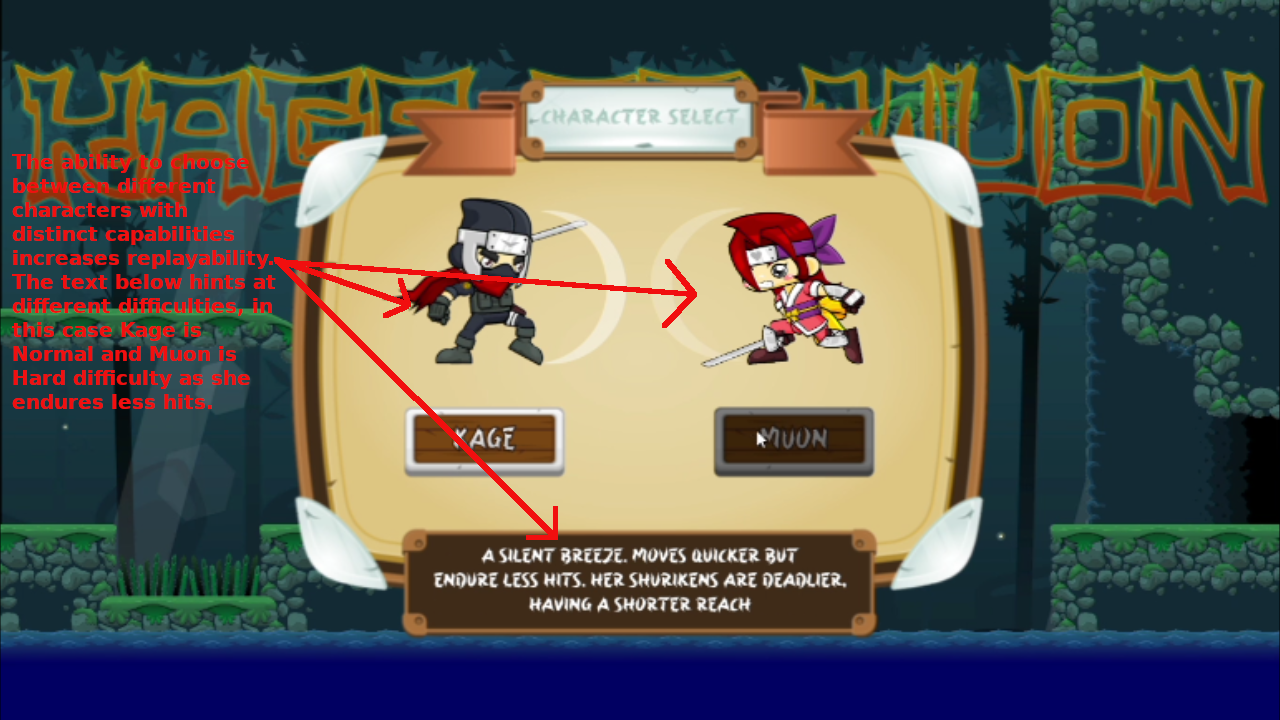 CHARACTER SELECT
The ability to choose
between different
characters with
distinct capabilities
increases replayability.
The text below hints at
different difficulties, in
this case Kage is
Normal and Muon is
Hard difficulty as she
endures less hits.
KAGE
MUON
A SILENT BREEZE. MOVES QUICKER BUT
ENDURE LESS HITS. HER SHURIKENS ARE DEADLIER,
HAVING A SHORTER REACH